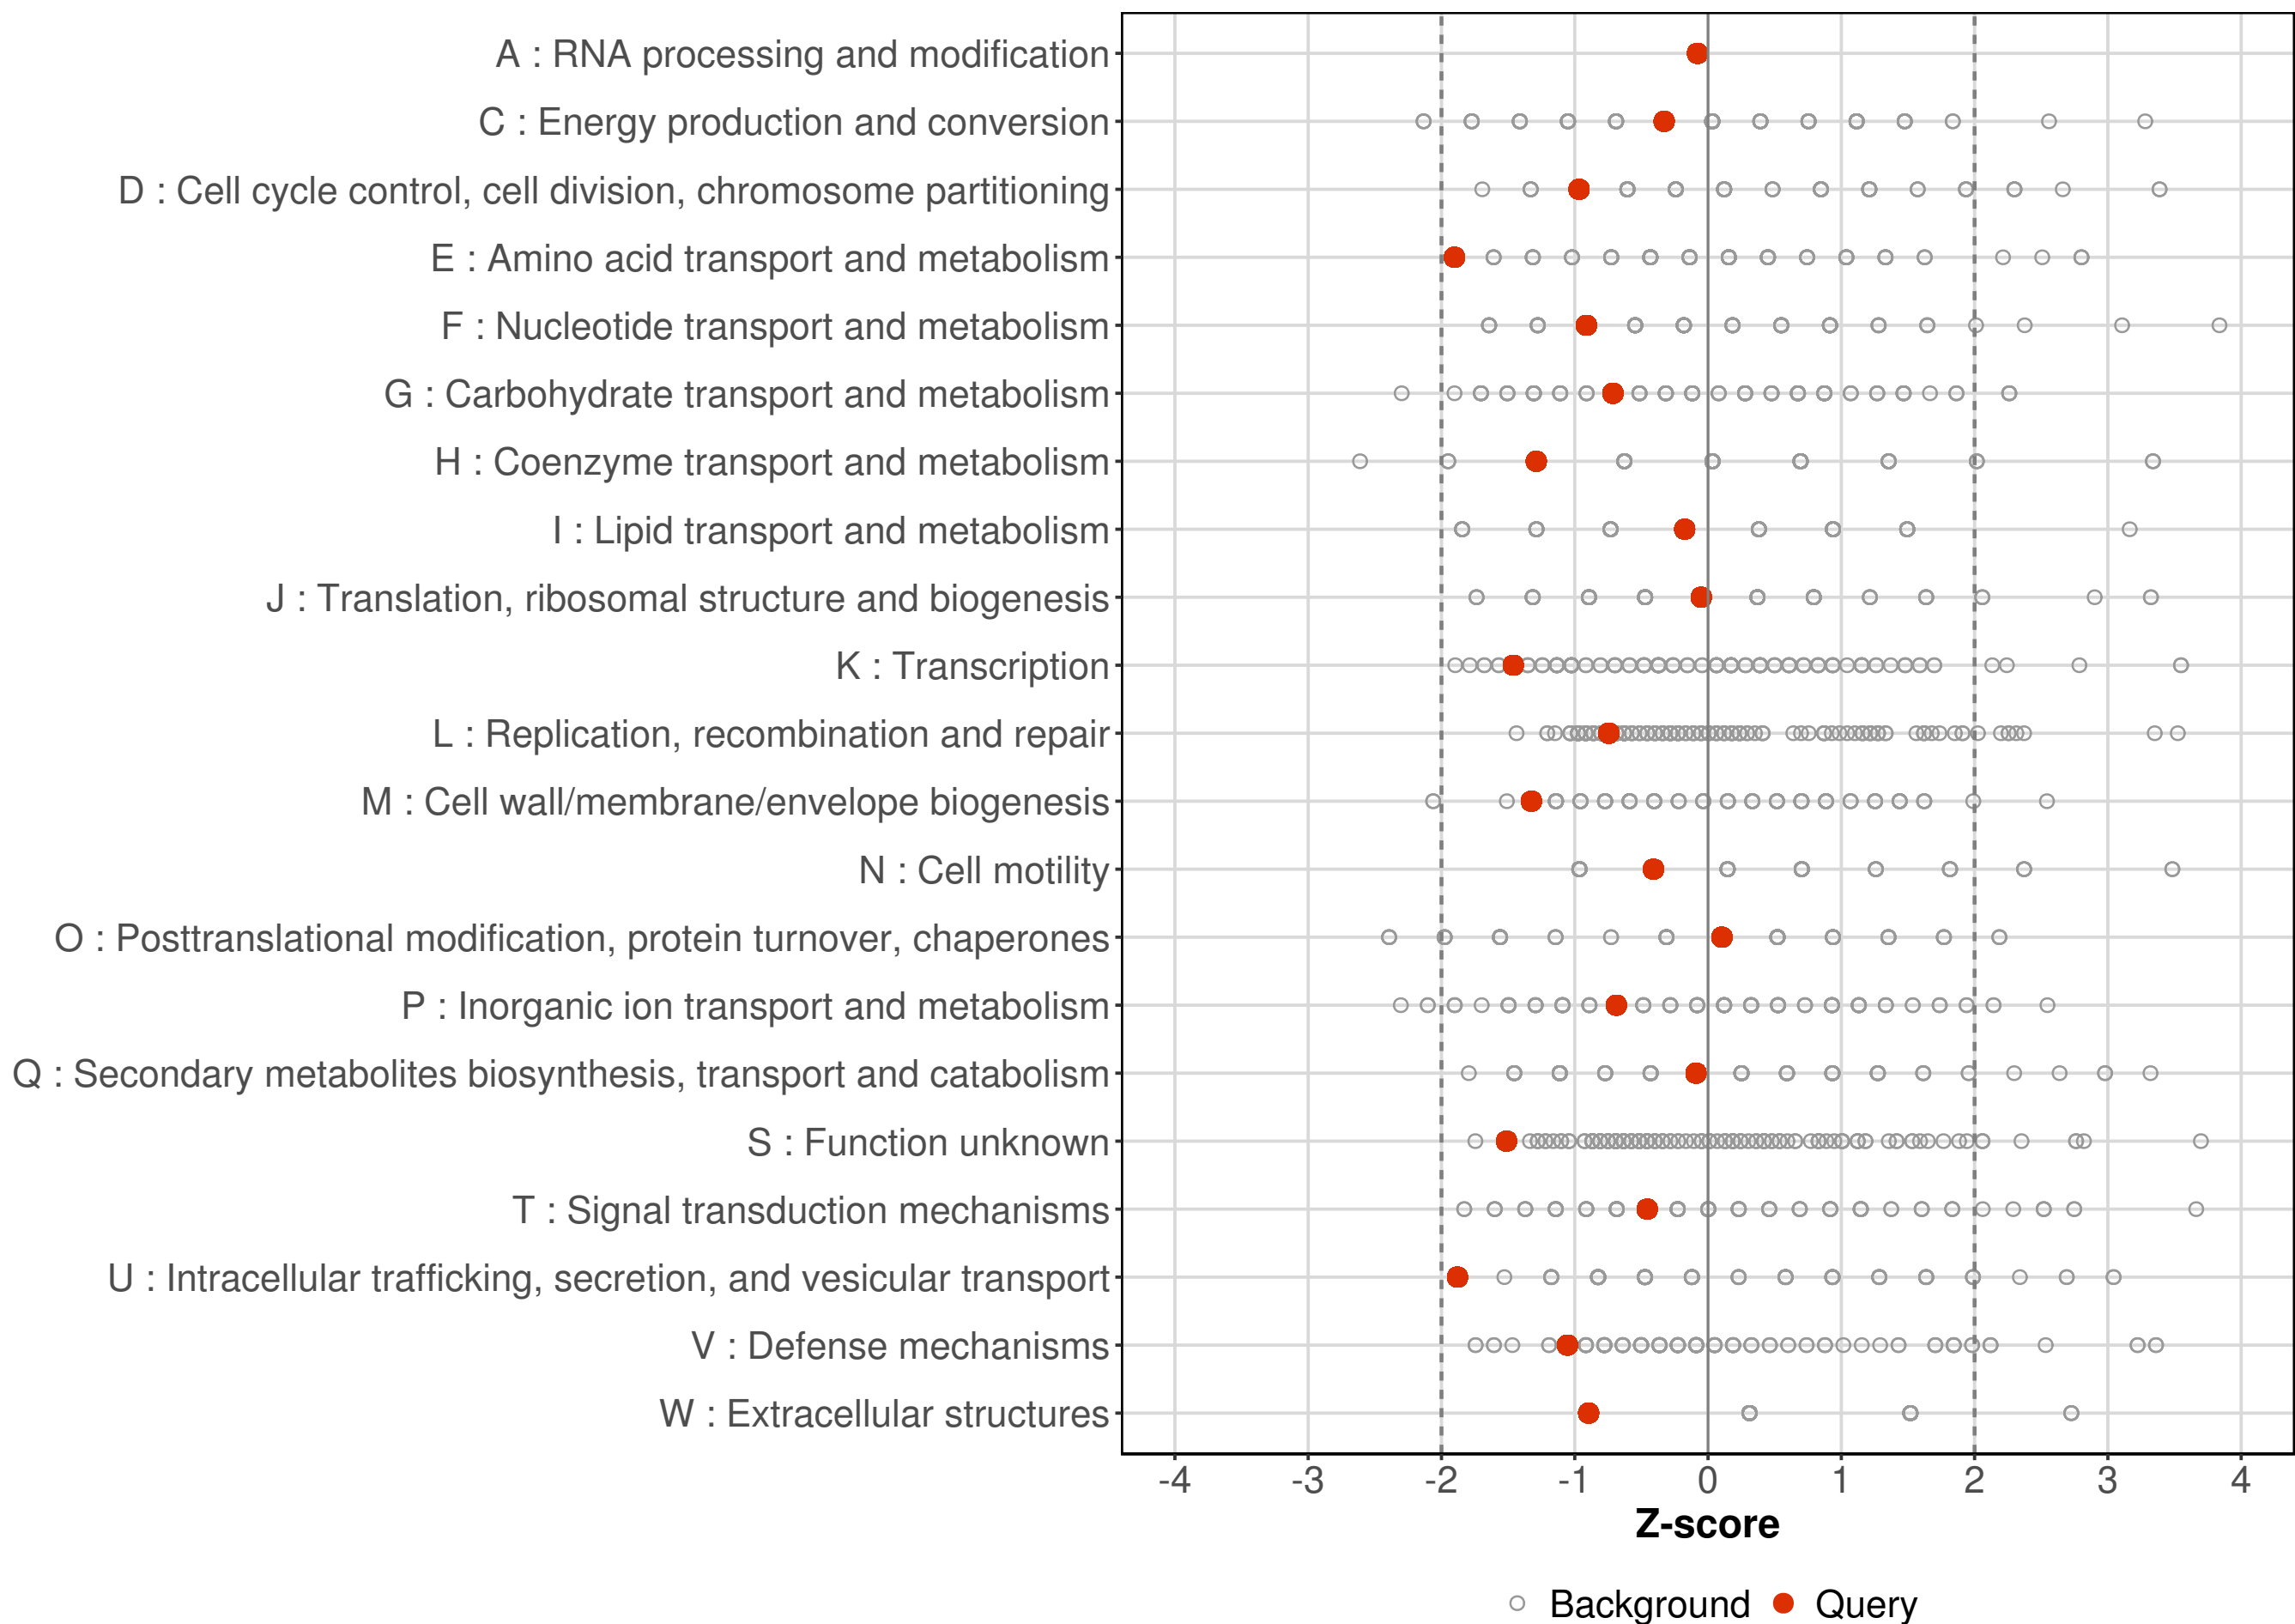 A : RNA processing and modification
C : Energy production and conversion
D : Cell cycle control, cell division, chromosome partitioning
E : Amino acid transport and metabolism
F : Nucleotide transport and metabolism
G : Carbohydrate transport and metabolism
H : Coenzyme transport and metabolism
I : Lipid transport and metabolism
J : Translation, ribosomal structure and biogenesis
K : Transcription
L : Replication, recombination and repair
M : Cell wall/membrane/envelope biogenesis
N : Cell motility
O : Posttranslational modification, protein turnover, chaperones
P : Inorganic ion transport and metabolism
Q : Secondary metabolites biosynthesis, transport and catabolism
S : Function unknown
T : Signal transduction mechanisms
U : Intracellular trafficking, secretion, and vesicular transport
V : Defense mechanisms
W : Extracellular structures
-4 -3 -2 -1 0 1 2 3 4
Z-score
Background Query